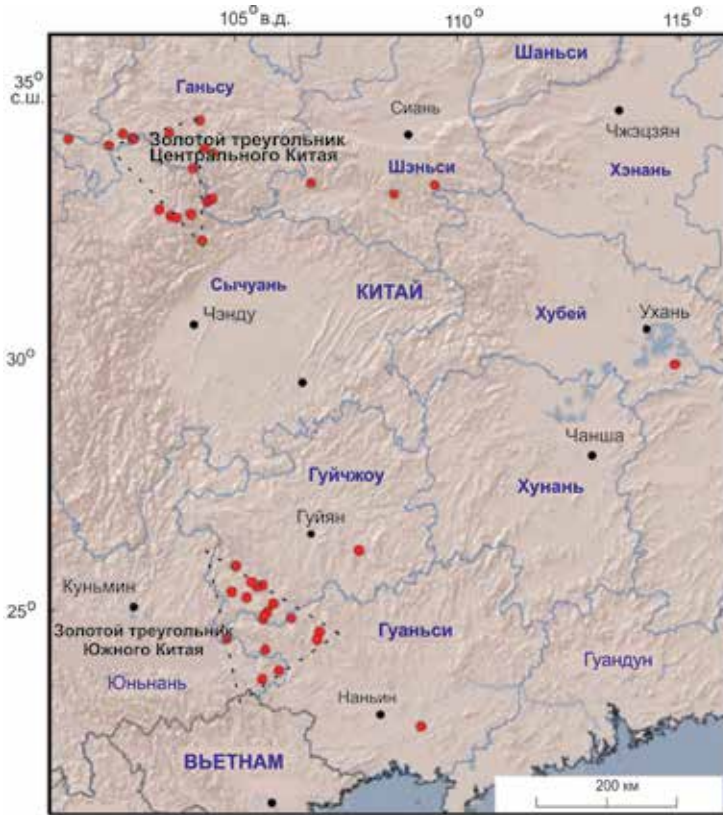 105° в.д.
110°
115°
35°
с.ш.
Шаньси
Ганьсу
Сиань
Чжэцзян
Золотой треугольник
Центрального Китая
Шэньси
Хэнань
Сычуань
КИТАЙ
Чэнду
Хубей
Ухань
30°
Чанша
Гуйчжоу
Хунань
Гуйян
Куньмин
25°
Золотой треугольник
Южного Китая
Гуаньси
Гуандун
Юньнань
Наньин
ВЬЕТНАМ
200 км